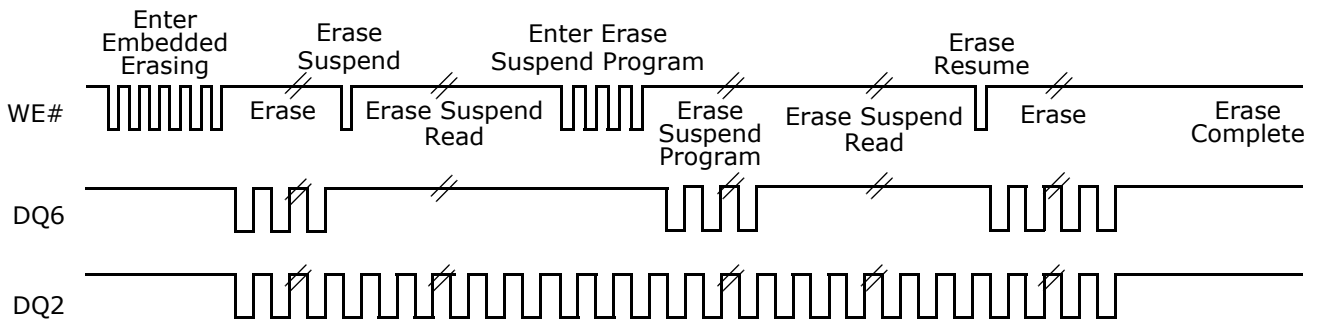 Enter
Embedded
Erasing
Erase
Suspend
Enter Erase
Suspend Program
Erase
Resume
WE#
Erase
Erase Suspend
Read
Erase
Suspend
Program
Erase Suspend
Read
Erase
Erase
Complete
DQ6
DQ2